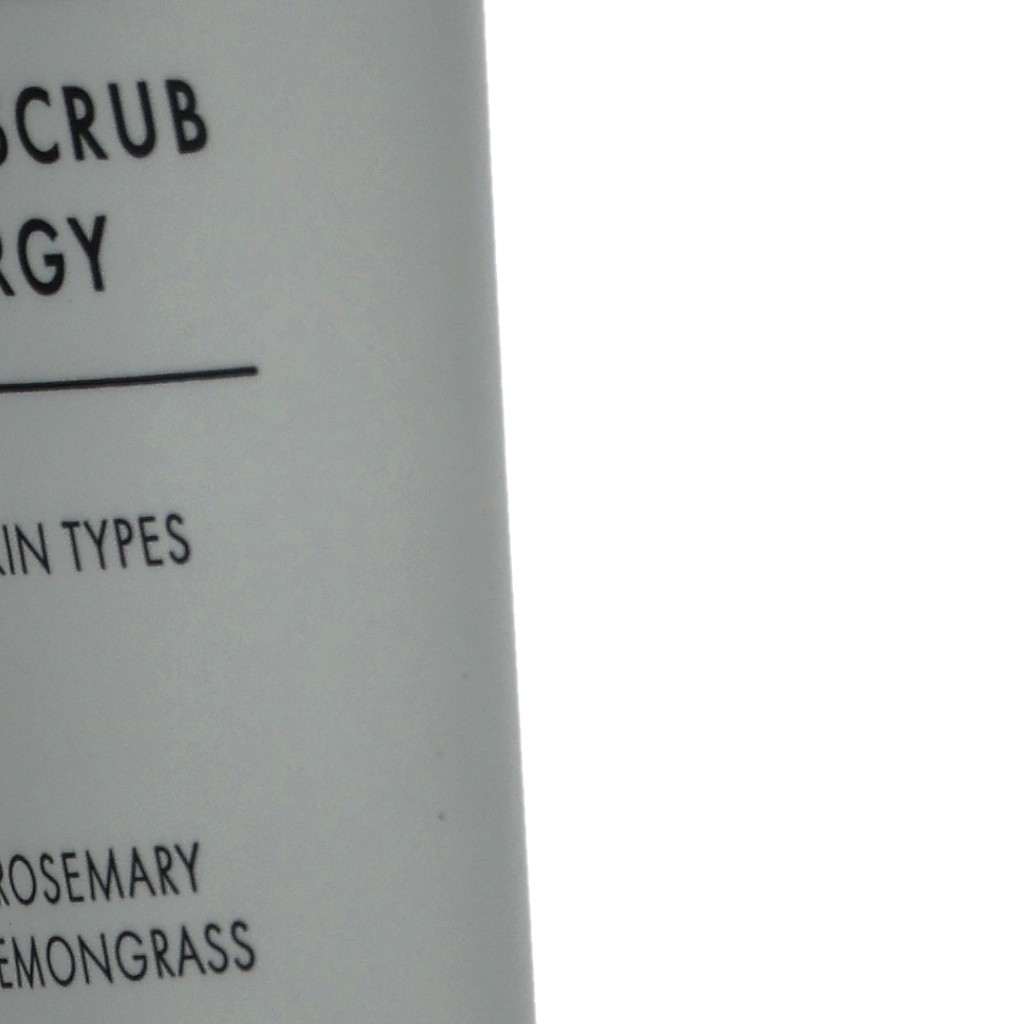 SCRUB
RGY
KIN TYPES
ROSEMARY
EMONGRASS